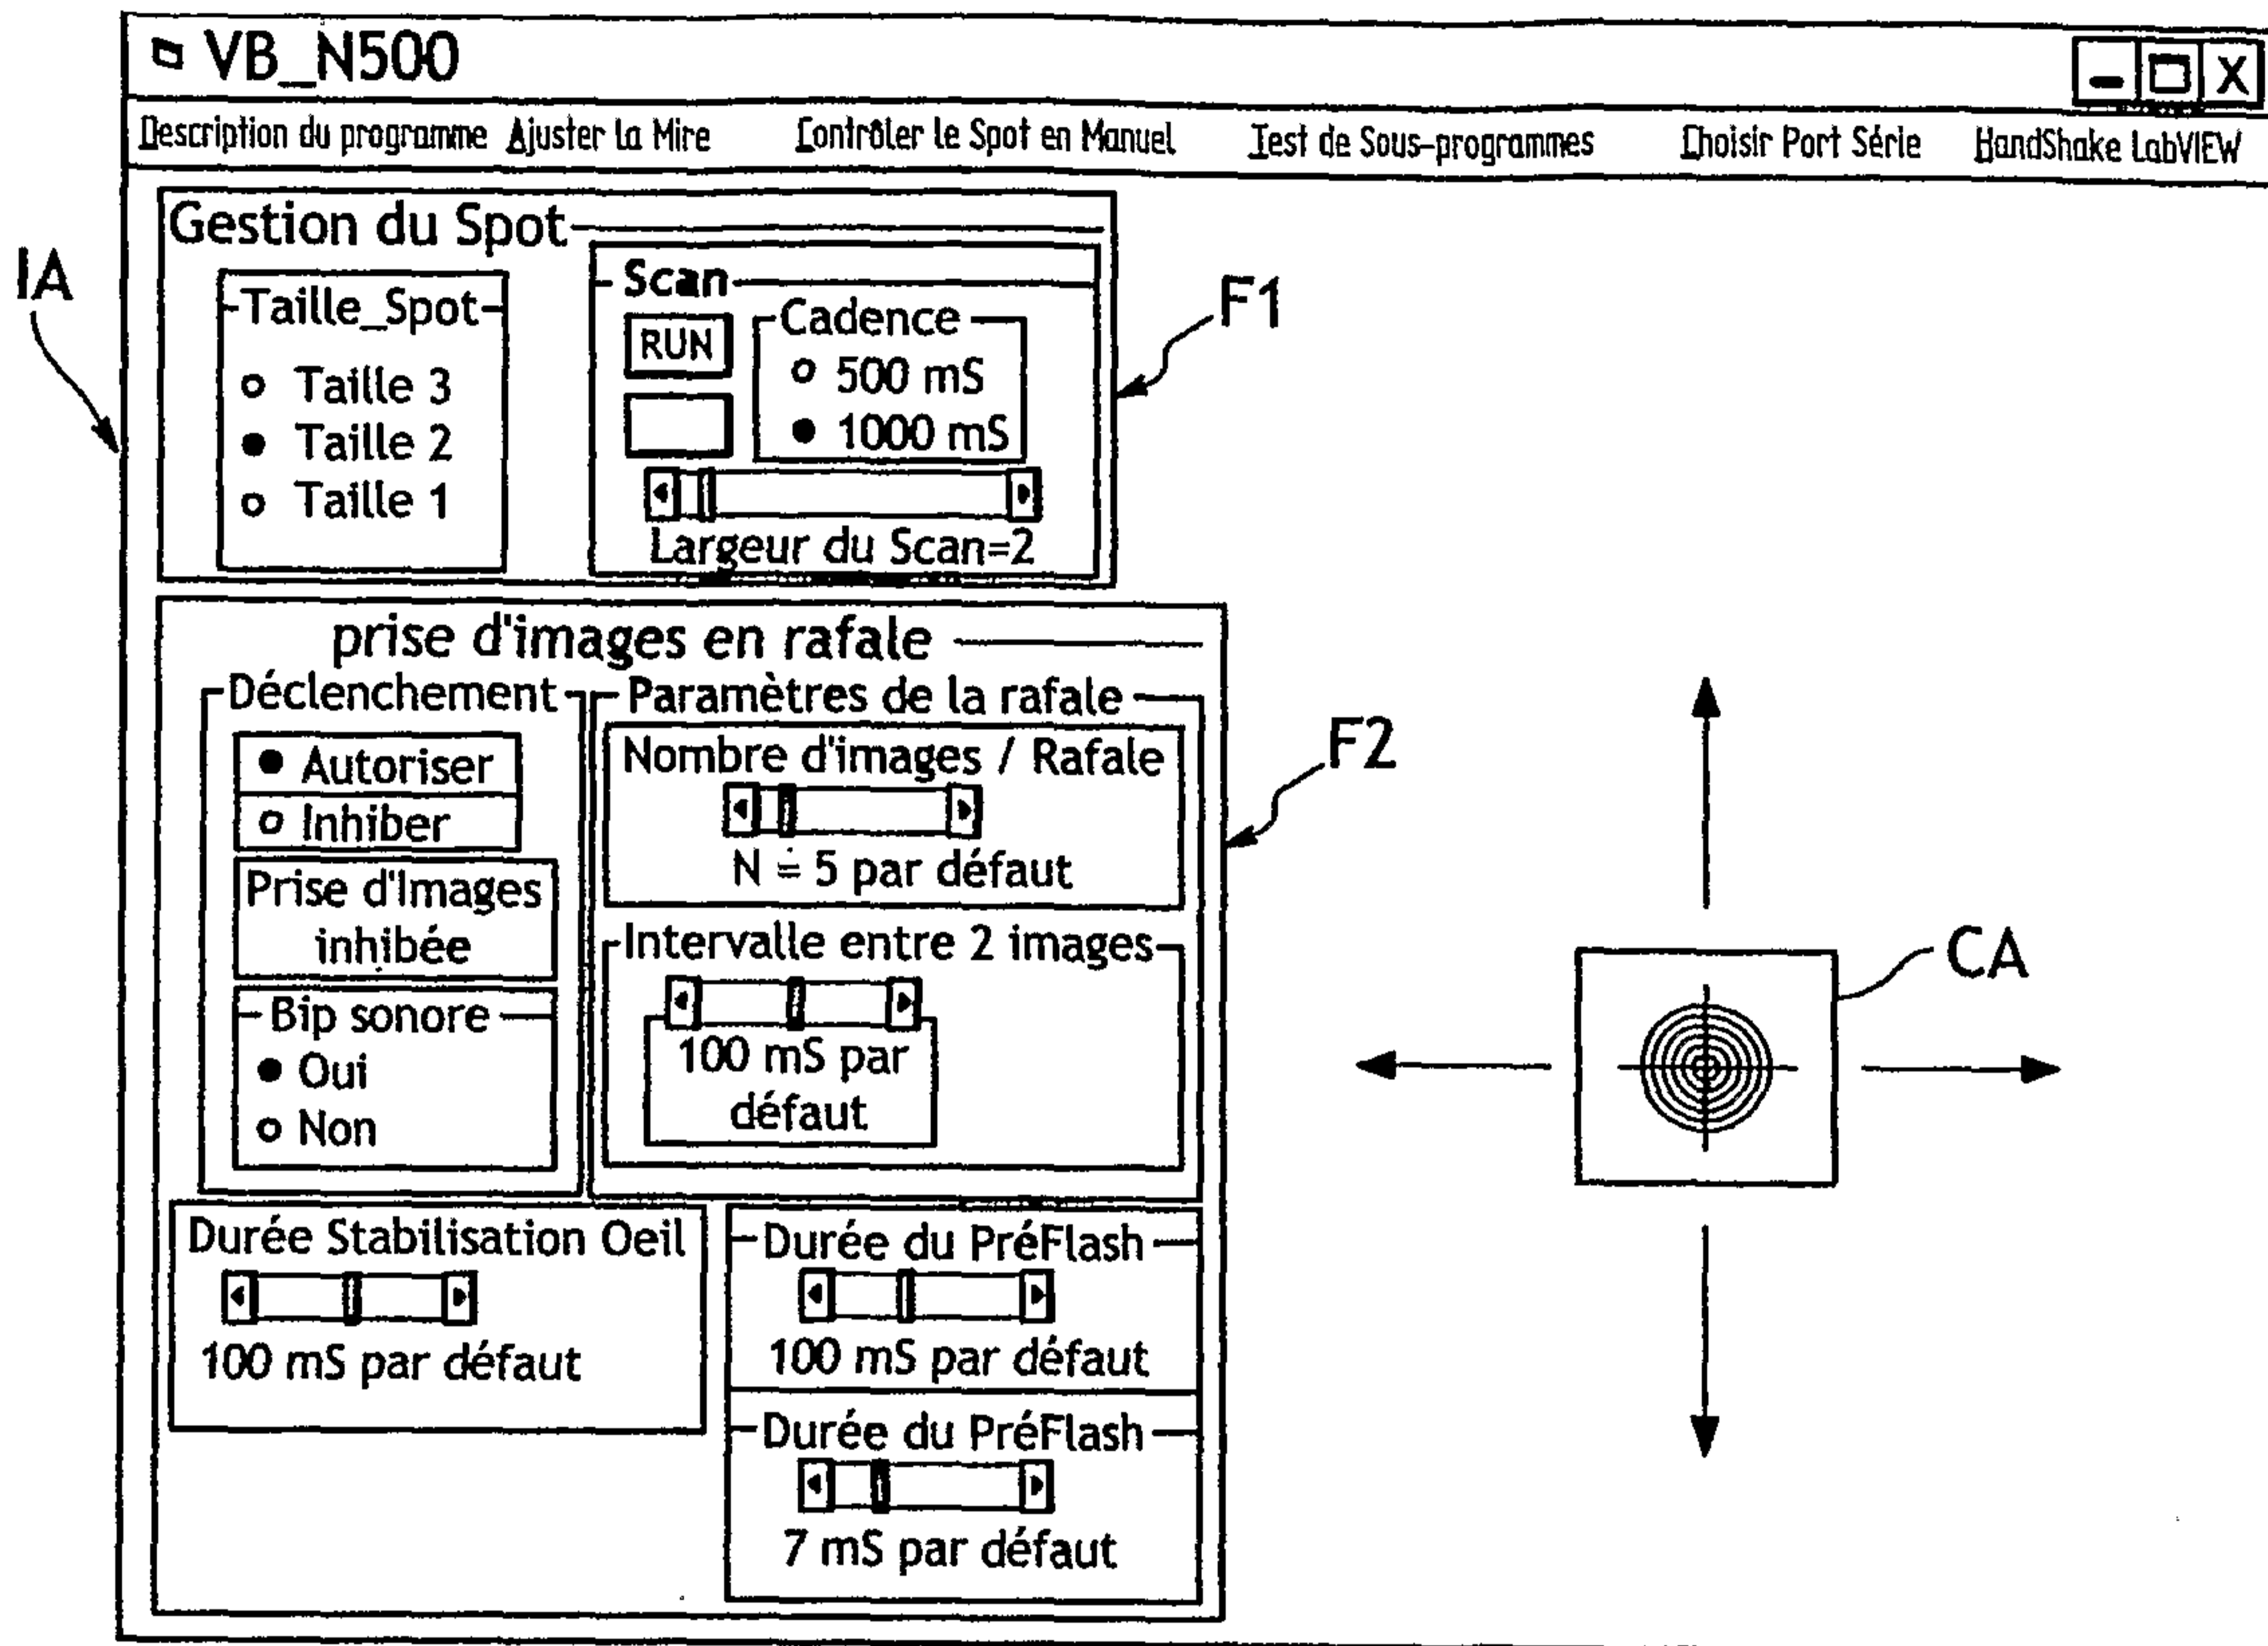 VB_N500
Description du programme Ajuster la Mire Contrôler le Spot en Manuel Test de Sous-programmes Choisir Port Série HandShake LabVIEW
IA
Gestion du Spot
Taille_Spot
Taille 3
Taille 2
Taille 1
Scan
RUN
Cadence
500 mS
1000 mS
Largeur du Scan=2
F1
prise d'images en rafale
Déclenchement
Autoriser
Inhiber
Prise d'Images
inhibée
Bip sonore
Oui
Non
Paramètres de la rafale
Nombre d'images / Rafale
N = 5 par défaut
Intervalle entre 2 images
100 mS par
défaut
F2
CA
Durée Stabilisation Oeil
100 mS par défaut
Durée du PréFlash
100 mS par défaut
Durée du PréFlash
7 mS par défaut